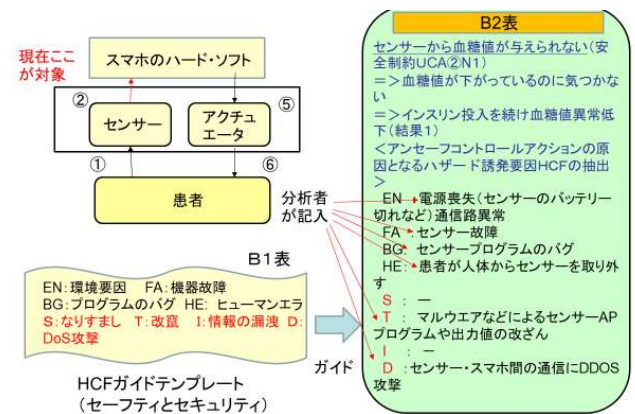 現在ここ
が対象
スマホのハード・ソフト
②
⑤
センサー
アクチュ
エータ
①
⑥
患者
分析者
が記入
B1表
EN:環境要因 FA:機器故障
BG:プログラムのバグ HE: ヒューマンエラ
S:なりすまし T:改竄 I:情報の漏洩 D:
DoS攻撃
HCFガイドテンプレート
(セーフティとセキュリティ)
ガイド
B2表
センサーから血糖値が与えられない(安
全制約UCA②N1)
=>血糖値が下がっているのに気つかな
い
=>インスリン投入を続け血糖値異常低
下(結果1)
<アンセーフコントロールアクションの原
因となるハザード誘発要因HCFの抽出
>
EN:電源喪失(センサーのバッテリー
切れなど)通信路異常
FA:センサー故障
BG:センサープログラムのバグ
HE:患者が人体からセンサーを取り外
す
S : ー
T : マルウエアなどによるセンサーAP
プログラムや出力値の改ざん
I : ー
D : センサー・スマホ間の通信にDDOS
攻撃